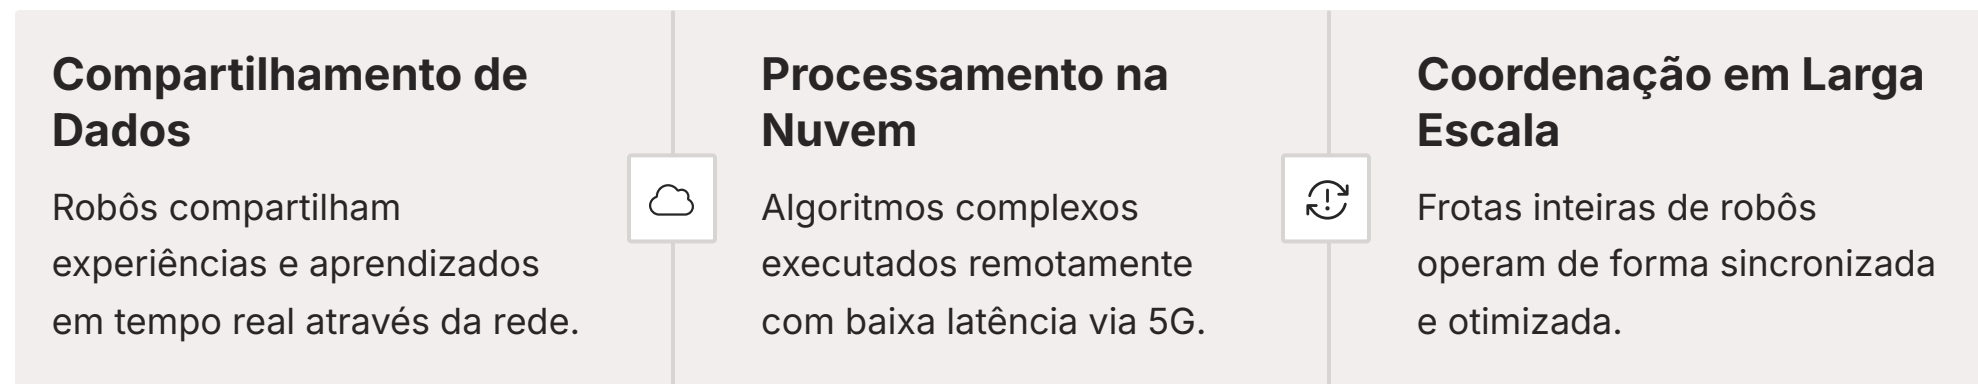 Compartilhamento de
Dados
Robôs compartilham
experiências e aprendizados
em tempo real através da rede.
Processamento na
Nuvem
Algoritmos complexos
executados remotamente
com baixa latência via 5G.
Coordenação em Larga
Escala
Frotas inteiras de robôs
operam de forma sincronizada
e otimizada.